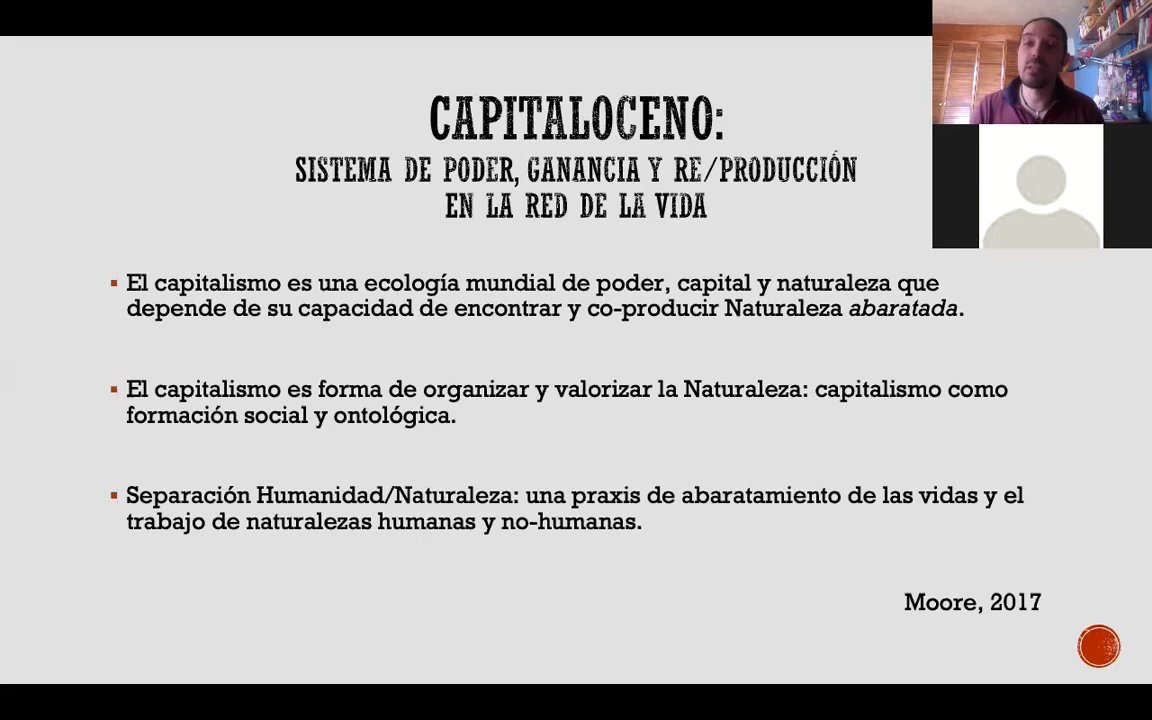 CAPITALOCENO:
SISTEMA DE PODER, GANANCIA Y RE/PRODUCCIÓN
EN LA RED DE LA VIDA
El capitalismo es una ecología mundial de poder, capital y naturaleza que
depende de su capacidad de encontrar y co-producir Naturaleza abaratada.
El capitalismo es forma de organizar y valorizar la Naturaleza: capitalismo como
formación social y ontológica.
Separación Humanidad/Naturaleza: una praxis de abaratamiento de las vidas y el
trabajo de naturalezas humanas y no-humanas.
Moore, 2017